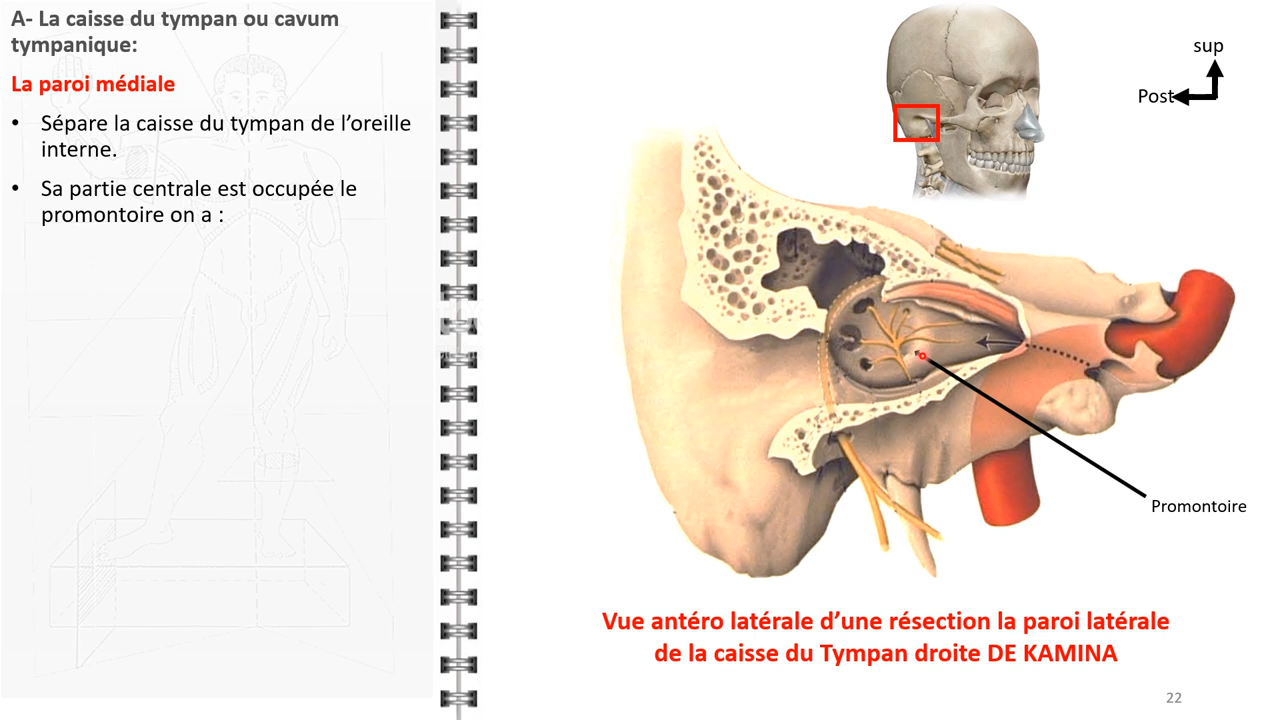 A- La caisse du tympan ou cavum
tympanique:
La paroi médiale
• Sépare la caisse du tympan de l’oreille
interne.
• Sa partie centrale est occupée le
promontoire on a :
sup
Post
Promontoire
Vue antéro latérale d’une résection la paroi latérale
de la caisse du Tympan droite DE KAMINA
22